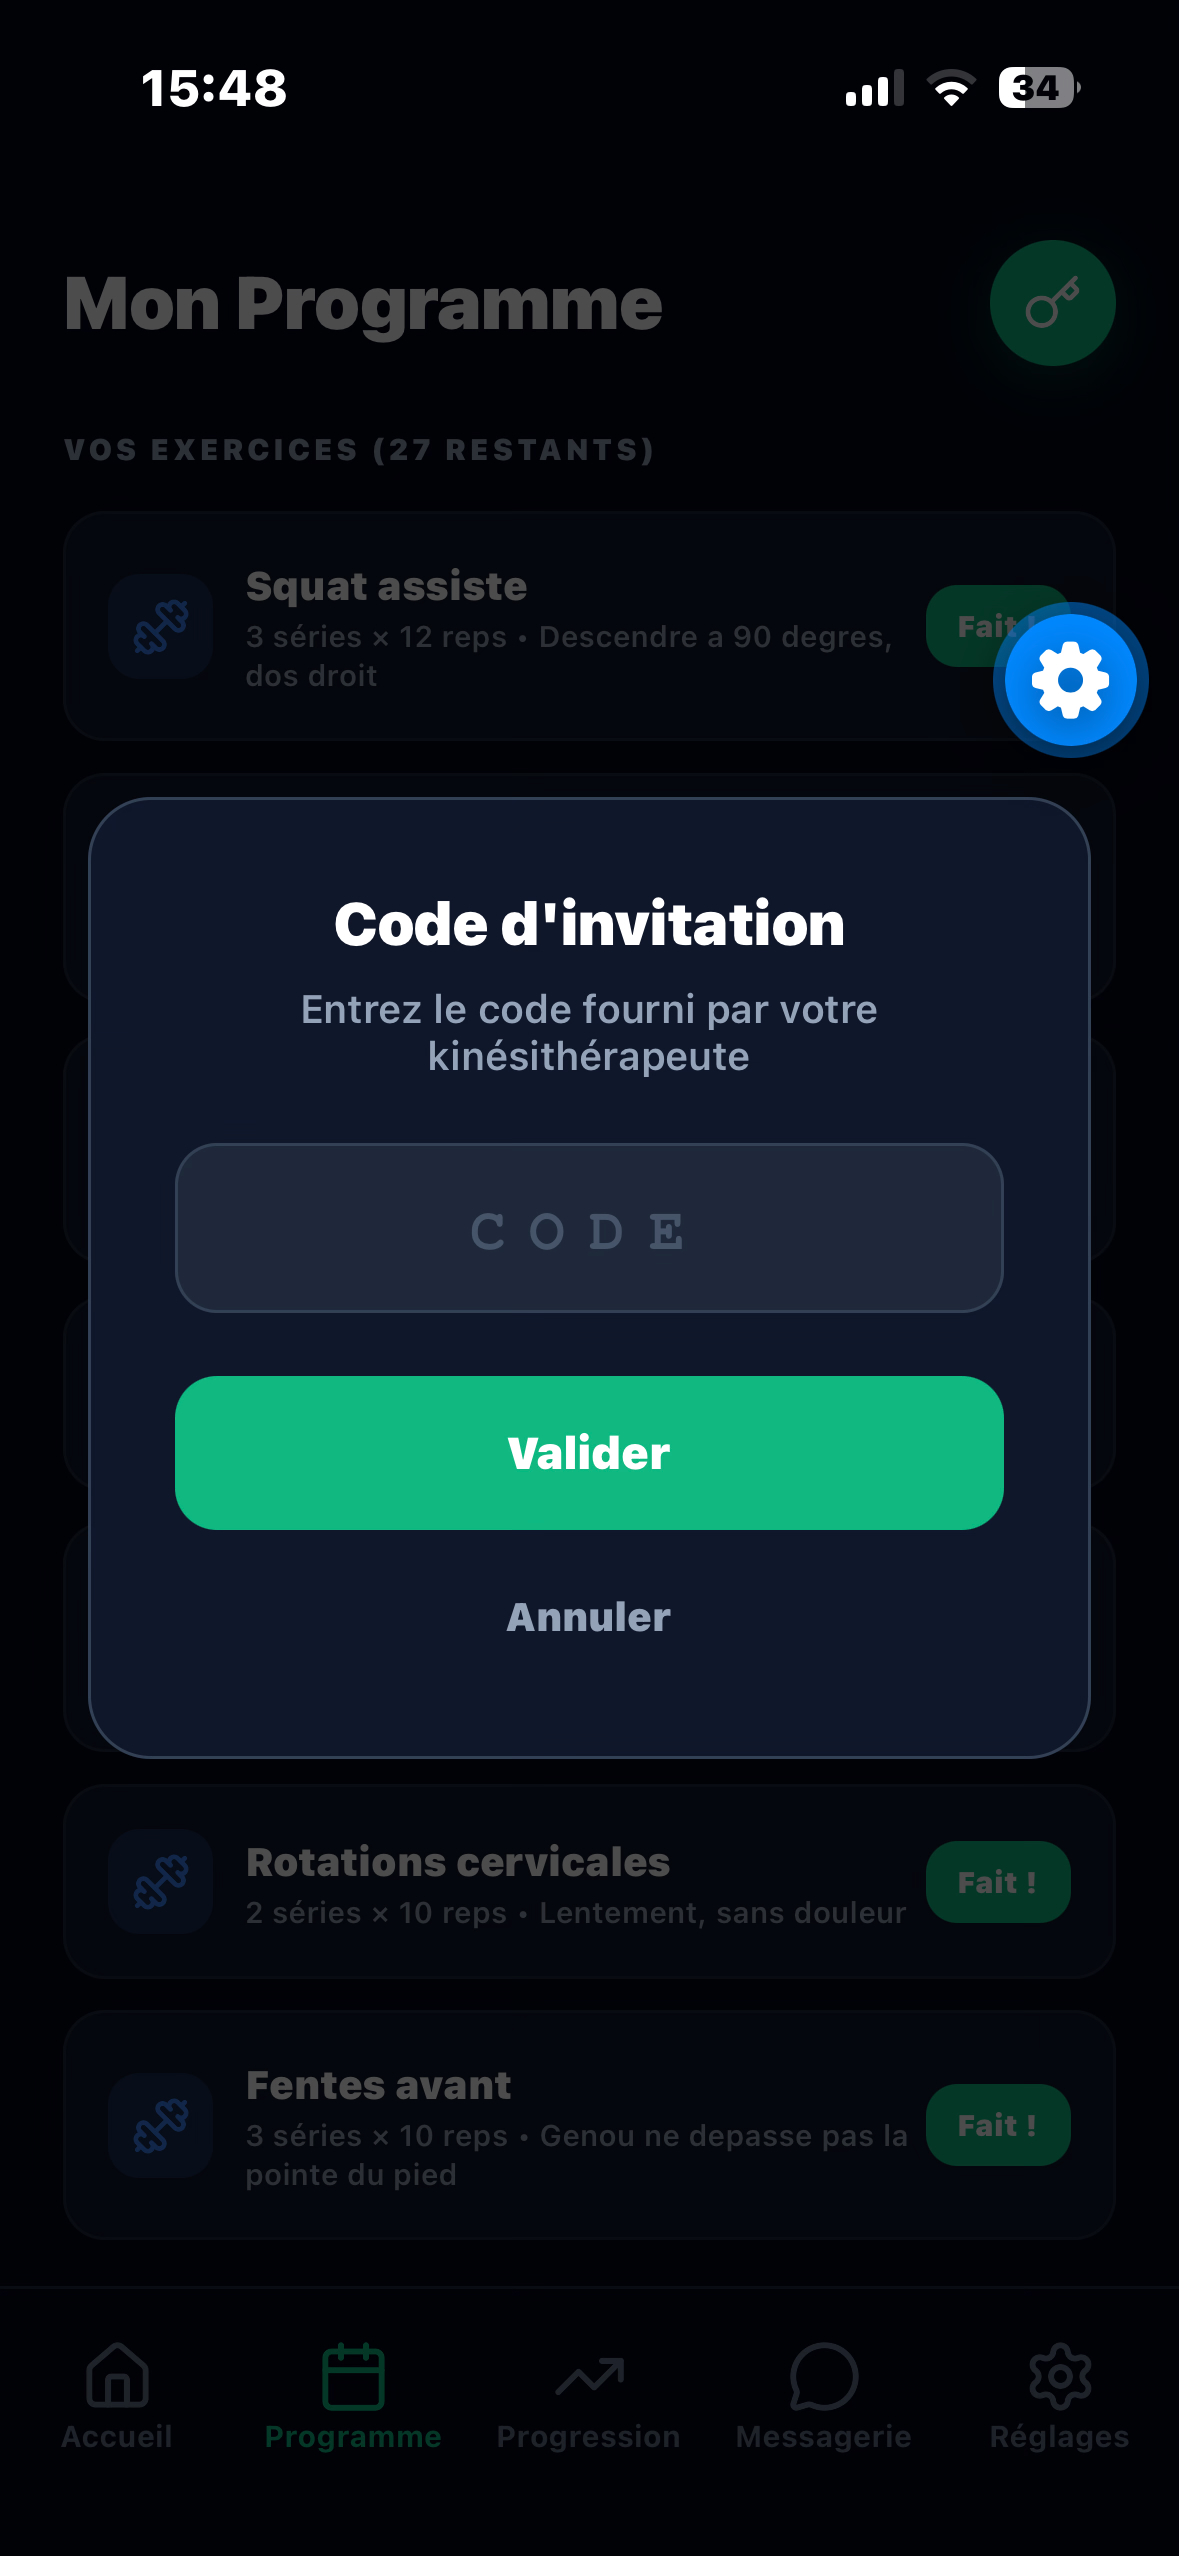 15:48
34
Mon Programme
VOS EXERCICES (27 RESTANTS)
Squat assiste
3 séries × 12 reps • Descendre a 90 degres,
dos droit
Fait !
Code d'invitation
Entrez le code fourni par votre
kinésithérapeute
CODE
Valider
Annuler
Rotations cervicales
2 séries × 10 reps • Lentement, sans douleur
Fait !
Fentes avant
3 séries × 10 reps • Genou ne depasse pas la
pointe du pied
Fait !
Accueil
Programme
Progression
Messagerie
Réglages